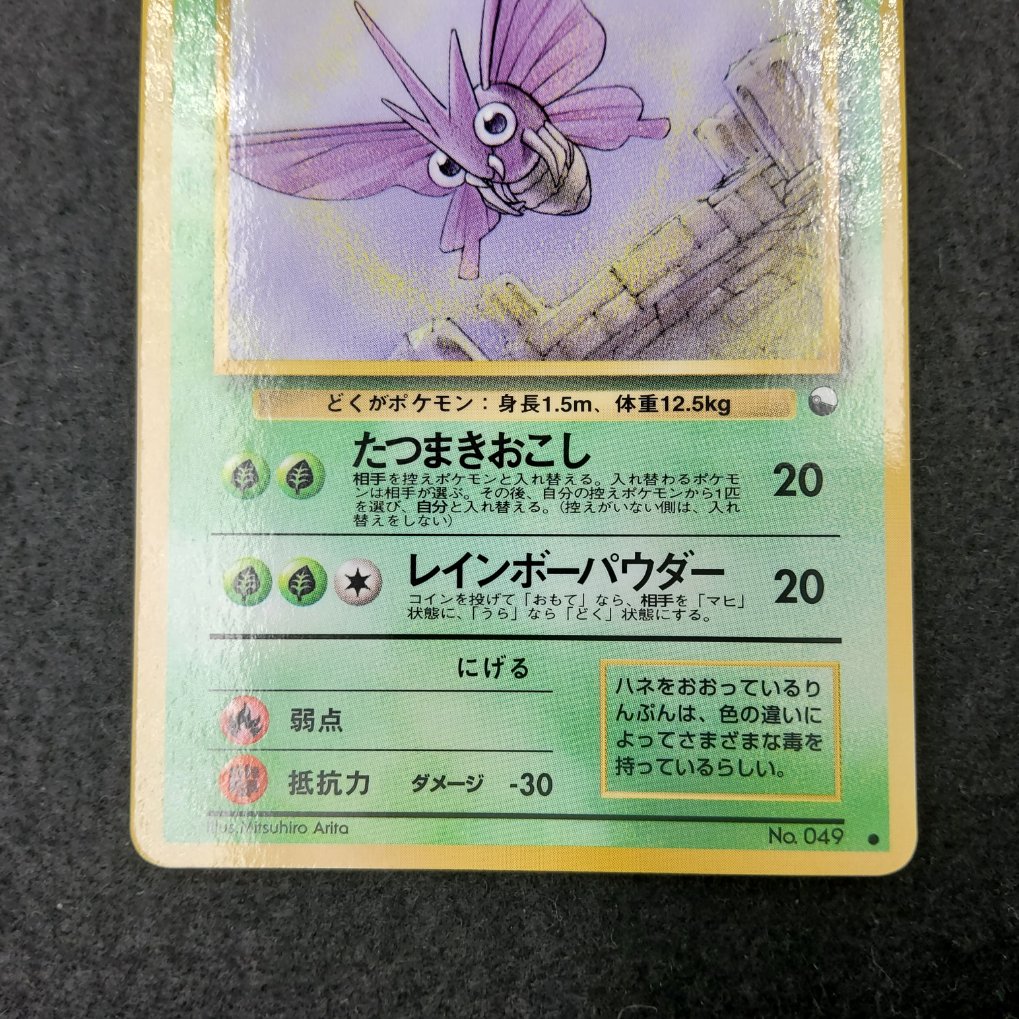 どくがポケモン：身長1.5m、体重12.5kg
たつまきおこし
相手を控えポケモンと入れ替える。入れ替わるポケモ
ンは相手が選ぶ。その後、自分の控えポケモンから1匹
を選び、自分と入れ替える。（控えがいない側は、入れ
替えをしない）
20
レインボーパウダー
コインを投げて「おもて」なら、相手を「マヒ」
状態に、「うら」なら「どく」状態にする。
20
にげる
弱点
抵抗力 ダメージ -30
ハネをおおっているり
んぷんは、色の違いに
よってさまざまな毒を
持っているらしい。
Illus. Mitsuhiro Arita
No. 049 ●